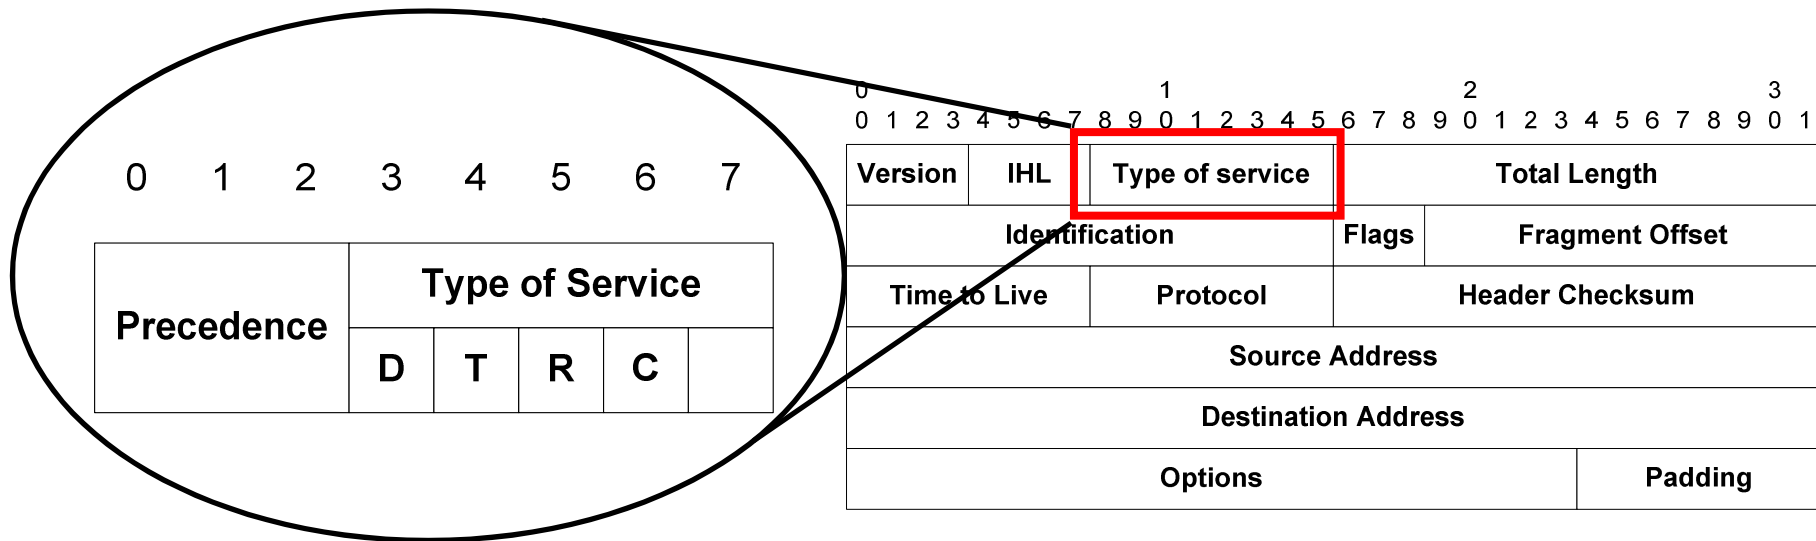 0 1 2 3
0 1 2 3 4 5 6 7 8 9 0 1 2 3 4 5 6 7 8 9 0 1 2 3 4 5 6 7 8 9 0 1
Version IHL Type of service Total Length
Identification Flags Fragment Offset
Time to Live Protocol Header Checksum
Source Address
Destination Address
Options Padding
0 1 2 3 4 5 6 7
Precedence
Type of Service
D T R C